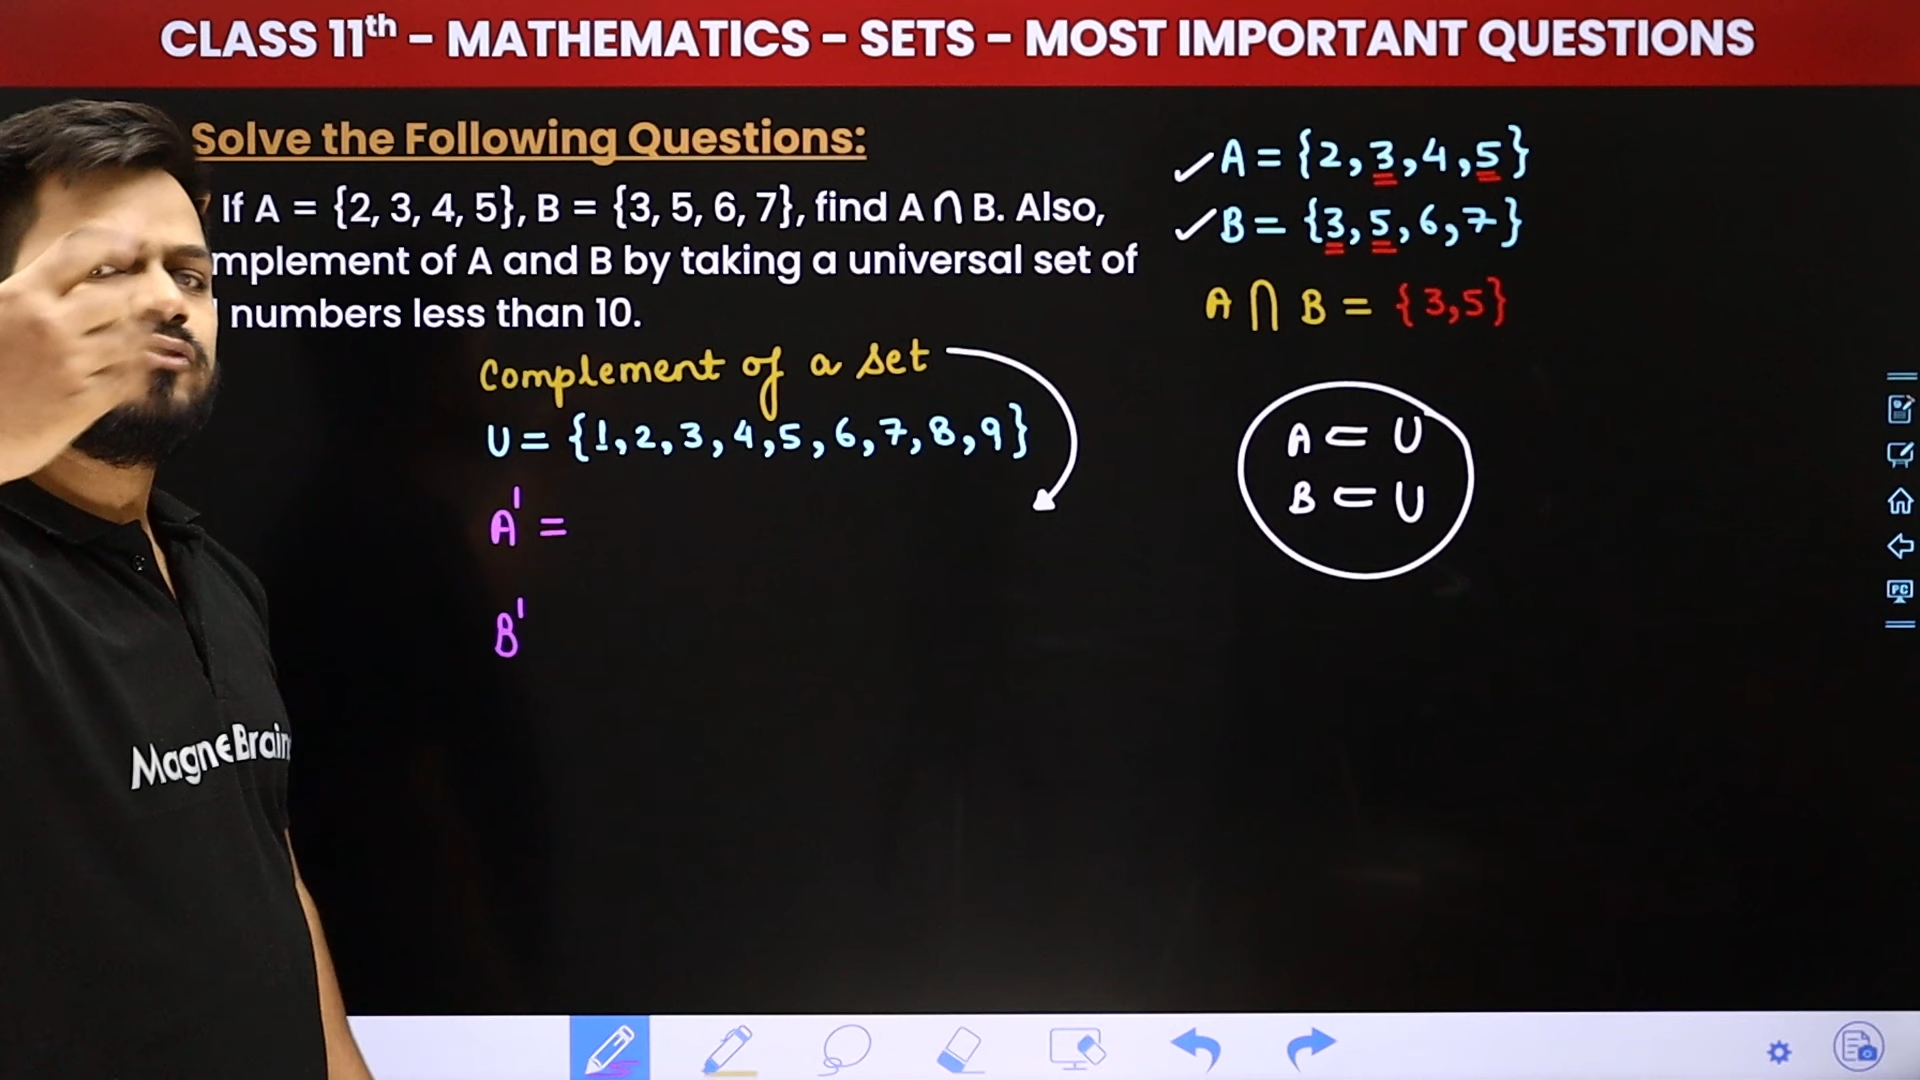 CLASS 11th - MATHEMATICS - SETS - MOST IMPORTANT QUESTIONS
Solve the Following Questions:
If A = {2, 3, 4, 5}, B = {3, 5, 6, 7}, find A ∩ B. Also,
mplement of A and B by taking a universal set of
numbers less than 10.
Complement of a set
U = {1, 2, 3, 4, 5, 6, 7, 8, 9}
A' =
B'
A = {2, 3, 4, 5}
B = {3, 5, 6, 7}
A ∩ B = {3, 5}
A ⊂ U
B ⊂ U
MagneBrain
PC